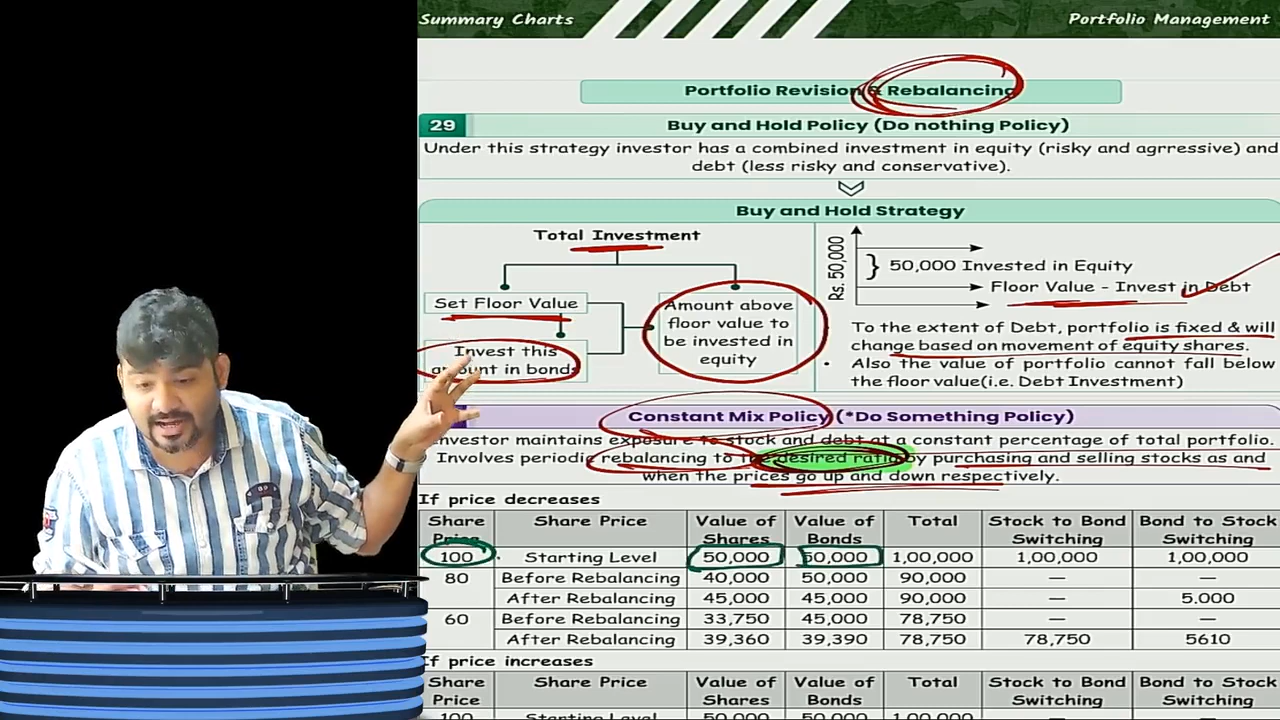 Summary Charts
Portfolio Management
Portfolio Revision & Rebalancing
29
Buy and Hold Policy (Do nothing Policy)
Under this strategy investor has a combined investment in equity (risky and agrressive) and
debt (less risky and conservative).
Buy and Hold Strategy
Total Investment
Set Floor Value
Invest this
amount in bonds
Amount above
floor value to
be invested in
equity
Rs. 50,000
} 50,000 Invested in Equity
Floor Value - Invest in Debt
To the extent of Debt, portfolio is fixed & will
change based on movement of equity shares.
• Also the value of portfolio cannot fall below
the floor value(i.e. Debt Investment)
Constant Mix Policy (*Do Something Policy)
Investor maintains exposure to stock and debt at a constant percentage of total portfolio.
Involves periodic rebalancing to the desired ratio by purchasing and selling stocks as and
when the prices go up and down respectively.
If price decreases
Share Price Share Price Value of Shares Value of Bonds Total Stock to Bond Switching Bond to Stock Switching
100 Starting Level 50,000 50,000 1,00,000 1,00,000 1,00,000
80 Before Rebalancing 40,000 50,000 90,000 — —
After Rebalancing 45,000 45,000 90,000 — 5.000
60 Before Rebalancing 33,750 45,000 78,750 — —
After Rebalancing 39,360 39,390 78,750 78,750 5610
If price increases
Share Price Share Price Value of Shares Value of Bonds Total Stock to Bond Switching Bond to Stock Switching
100 Starting Level 50,000 50,000 1,00,000